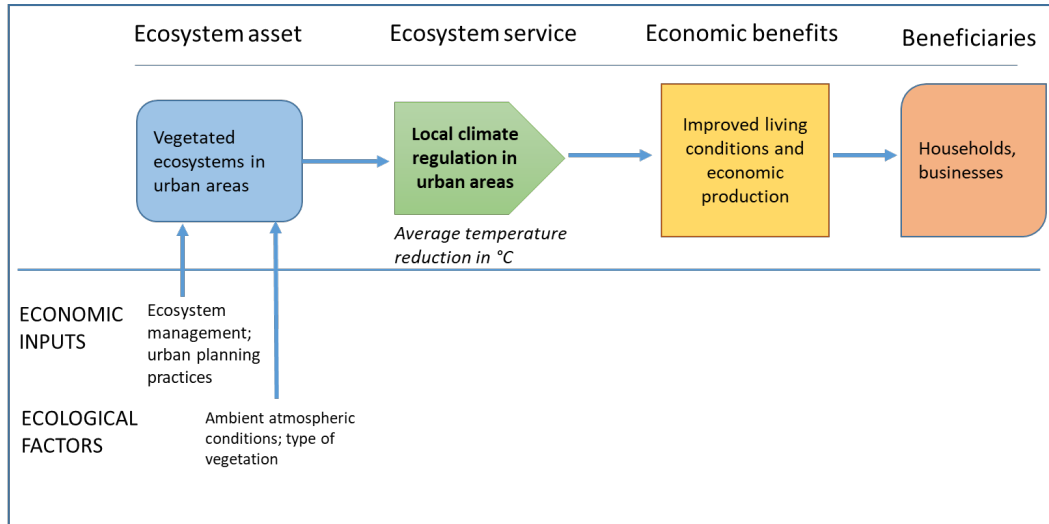 Ecosystem asset
Ecosystem service
Economic benefits
Beneficiaries
Vegetated
ecosystems in
urban areas
Local climate
regulation in
urban areas
Improved living
conditions and
economic
production
Households,
businesses
Average temperature
reduction in °C
ECONOMIC
INPUTS
Ecosystem
management;
urban planning
practices
ECOLOGICAL
FACTORS
Ambient atmospheric
conditions; type of
vegetation